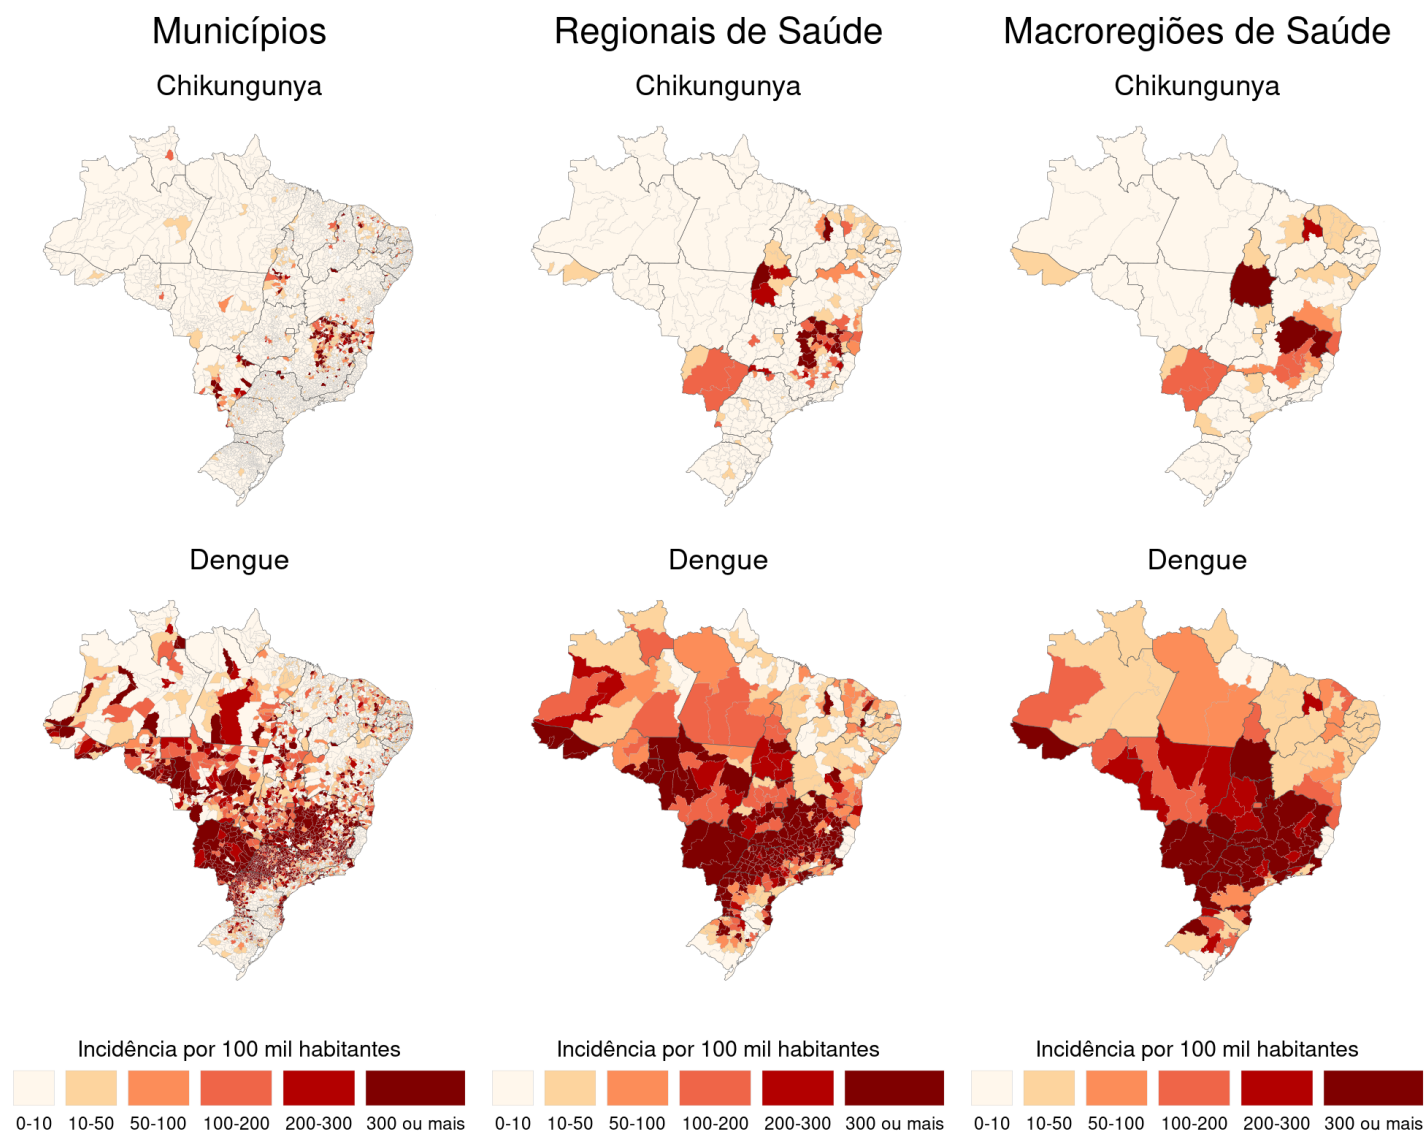 Municípios
Regionais de Saúde
Macroregiões de Saúde
Chikungunya
Chikungunya
Chikungunya
Dengue
Dengue
Dengue
Incidência por 100 mil habitantes
Incidência por 100 mil habitantes
Incidência por 100 mil habitantes
0-10 10-50 50-100 100-200 200-300 300 ou mais
0-10 10-50 50-100 100-200 200-300 300 ou mais
0-10 10-50 50-100 100-200 200-300 300 ou mais